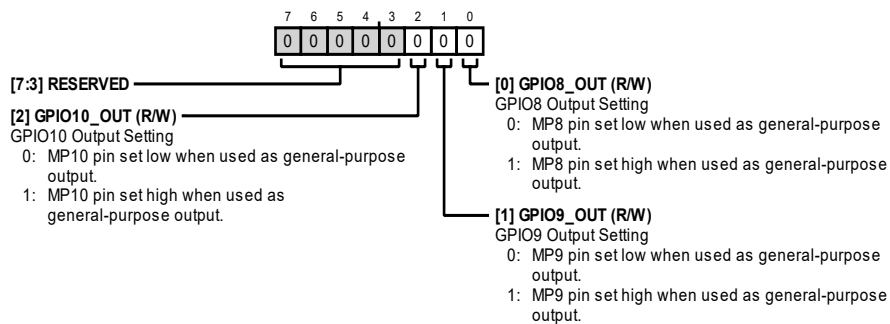 7 6 5 4 3 2 1 0
0 0 0 0 0 0 0 0
[7:3] RESERVED
[2] GPIO10_OUT (R/W)
GPIO10 Output Setting
0: MP10 pin set low when used as general-purpose
output.
1: MP10 pin set high when used as
general-purpose output.
[0] GPIO8_OUT (R/W)
GPIO8 Output Setting
0: MP8 pin set low when used as general-purpose
output.
1: MP8 pin set high when used as general-purpose
output.
[1] GPIO9_OUT (R/W)
GPIO9 Output Setting
0: MP9 pin set low when used as general-purpose
output.
1: MP9 pin set high when used as general-purpose
output.